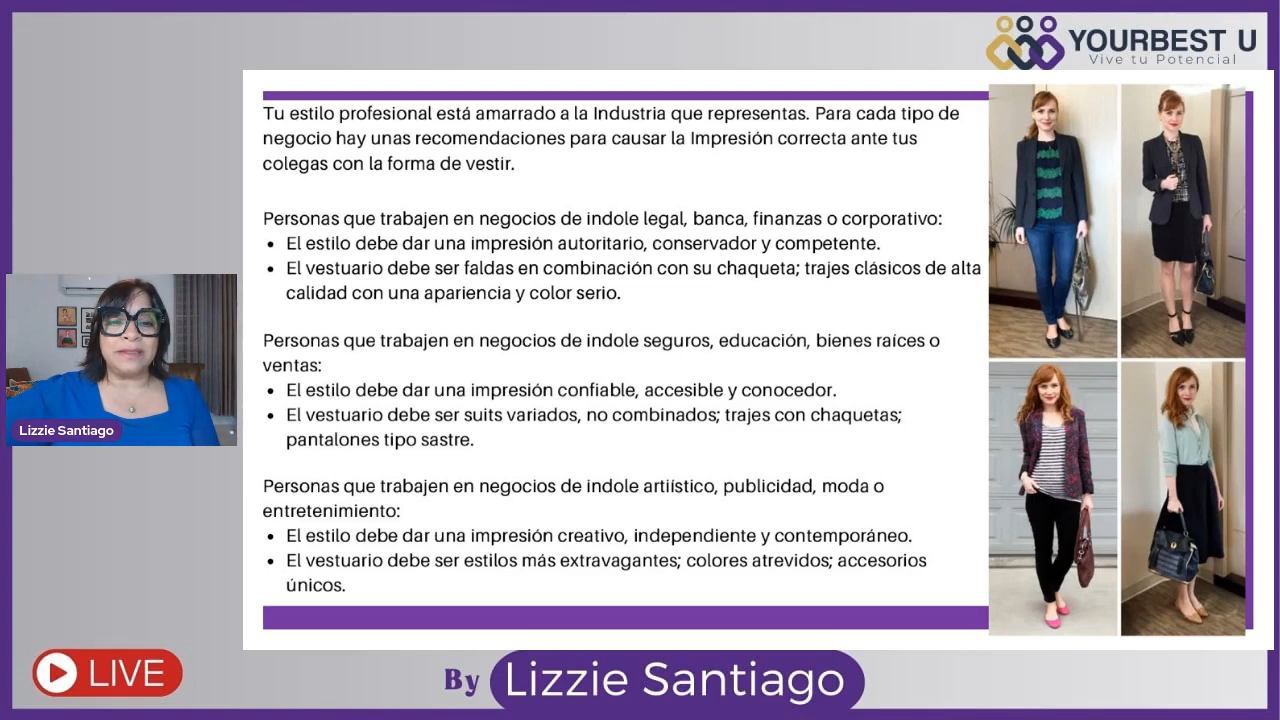 YOURBEST U
Vive tu Potencial
Tu estilo profesional está amarrado a la Industria que representas. Para cada tipo de
negocio hay unas recomendaciones para causar la Impresión correcta ante tus
colegas con la forma de vestir.
Personas que trabajen en negocios de indole legal, banca, finanzas o corporativo:
• El estilo debe dar una impresión autoritario, conservador y competente.
• El vestuario debe ser faldas en combinación con su chaqueta; trajes clásicos de alta
calidad con una apariencia y color serio.
Personas que trabajen en negocios de indole seguros, educación, bienes raíces o
ventas:
• El estilo debe dar una impresión confiable, accesible y conocedor.
• El vestuario debe ser suits variados, no combinados; trajes con chaquetas;
pantalones tipo sastre.
Personas que trabajen en negocios de indole artiístico, publicidad, moda o
entretenimiento:
• El estilo debe dar una impresión creativo, independiente y contemporáneo.
• El vestuario debe ser estilos más extravagantes; colores atrevidos; accesorios
únicos.
Lizzie Santiago
LIVE
By Lizzie Santiago